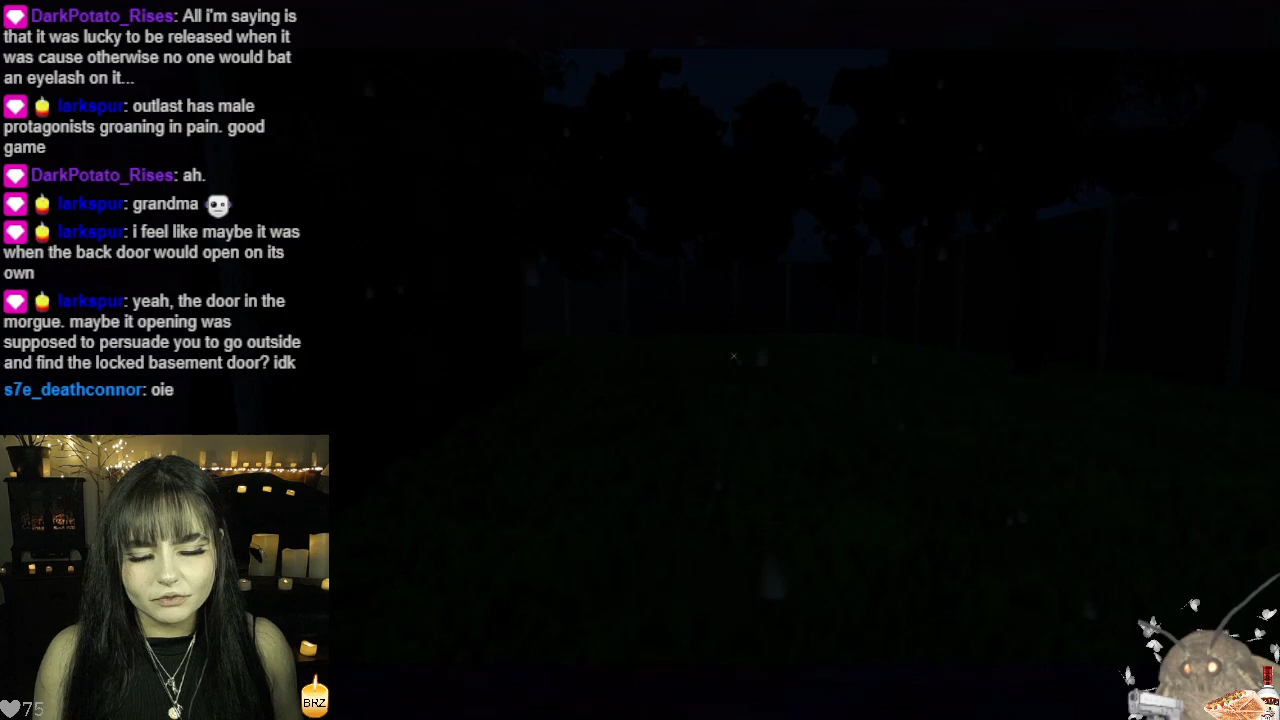 DarkPotato_Rises: All i'm saying is
that it was lucky to be released when it
was cause otherwise no one would bat
an eyelash on it...
larkspur: outlast has male
protagonists groaning in pain. good
game
DarkPotato_Rises: ah.
larkspur: grandma
larkspur: i feel like maybe it was
when the back door would open on its
own
larkspur: yeah, the door in the
morgue. maybe it opening was
supposed to persuade you to go outside
and find the locked basement door? idk
s7e_deathconnor: oie
BRZ
75